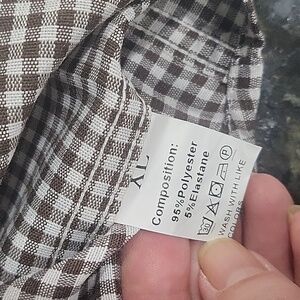 XL
Composition:
95%Polyester
5%Elastane
WASH WITH LIKE
COLORS